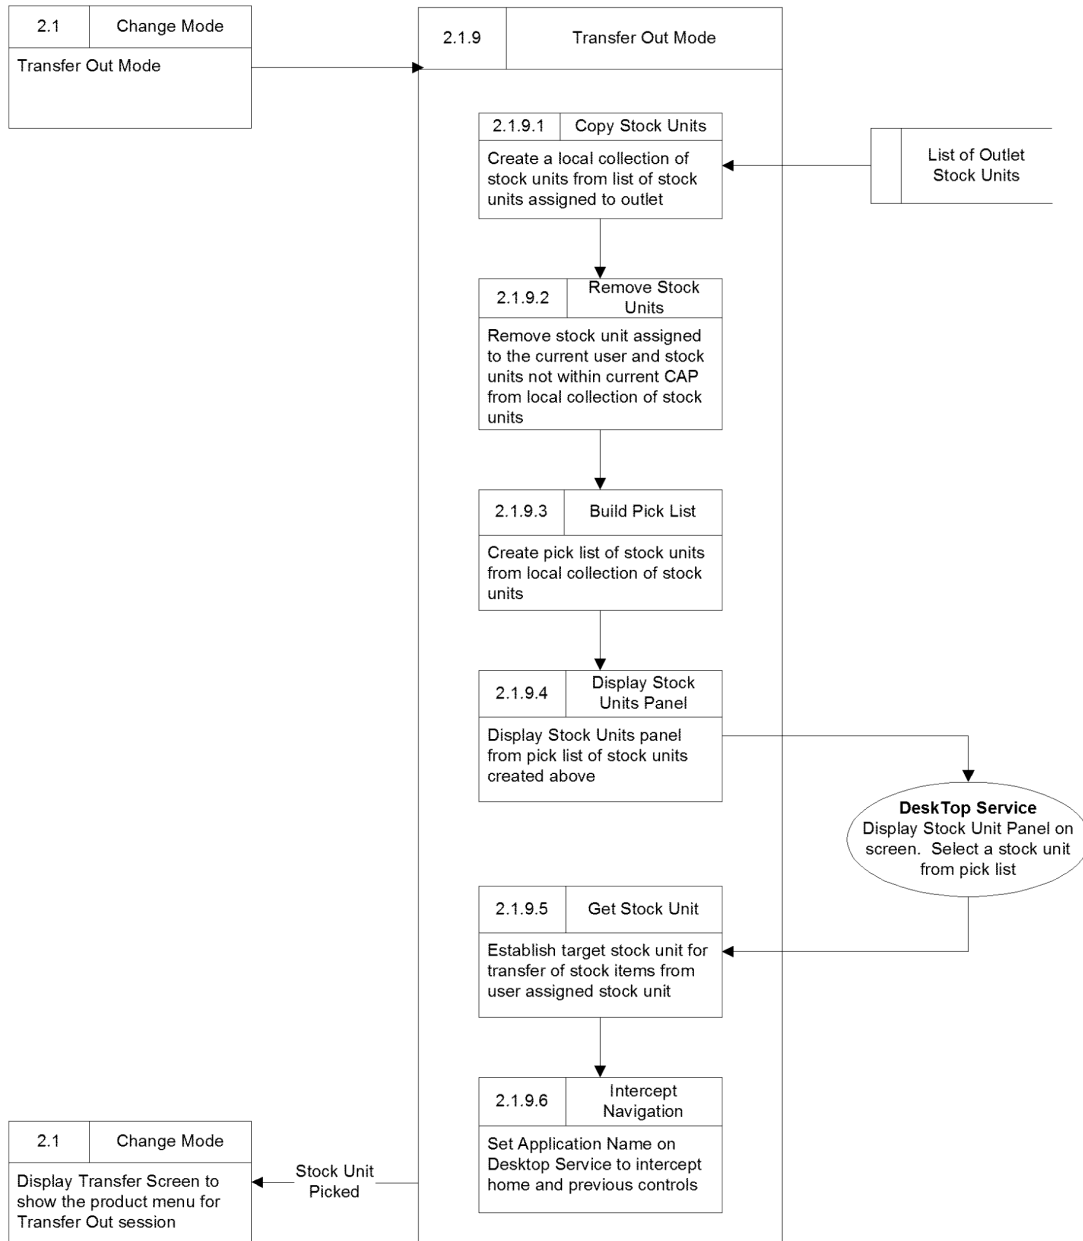 2.1 Change Mode
Transfer Out Mode
2.1.9 Transfer Out Mode
2.1.9.1 Copy Stock Units
Create a local collection of
stock units from list of stock
units assigned to outlet
List of Outlet
Stock Units
2.1.9.2 Remove Stock
Units
Remove stock unit assigned
to the current user and stock
units not within current CAP
from local collection of stock
units
2.1.9.3 Build Pick List
Create pick list of stock units
from local collection of stock
units
2.1.9.4 Display Stock
Units Panel
Display Stock Units panel
from pick list of stock units
created above
DeskTop Service
Display Stock Unit Panel on
screen. Select a stock unit
from pick list
2.1.9.5 Get Stock Unit
Establish target stock unit for
transfer of stock items from
user assigned stock unit
2.1.9.6 Intercept
Navigation
Set Application Name on
Desktop Service to intercept
home and previous controls
Stock Unit
Picked
2.1 Change Mode
Display Transfer Screen to
show the product menu for
Transfer Out session